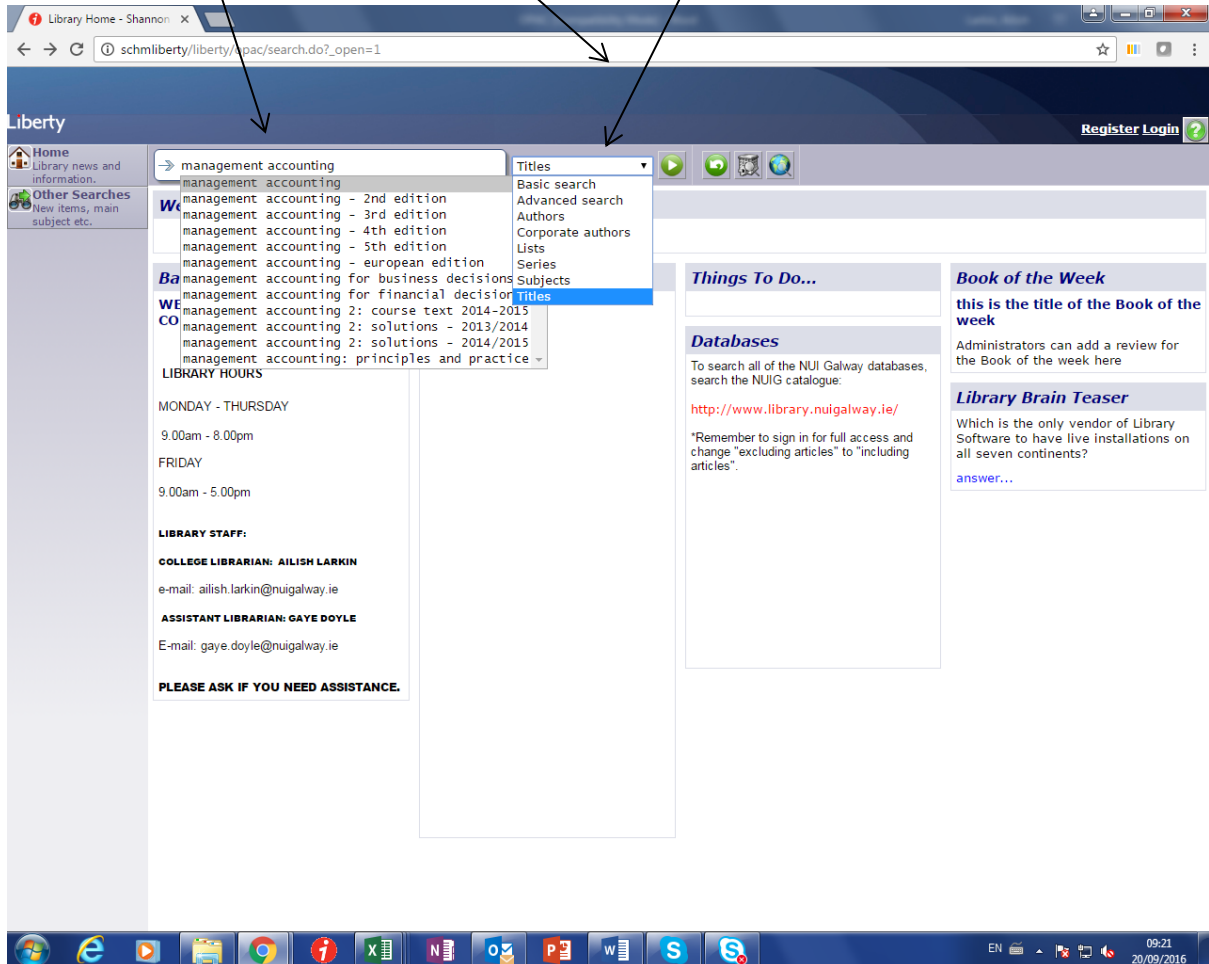 Library Home - Shannon
schmliberty/liberty/opac/search.do?_open=1
Liberty
Register Login
Home
Library news and
information.
Other Searches
New items, main
subject etc.
management accounting
Titles
management accounting
management accounting - 2nd edition
management accounting - 3rd edition
management accounting - 4th edition
management accounting - 5th edition
management accounting - european edition
management accounting for business decisions
management accounting for financial decision
management accounting 2: course text 2014-2015
management accounting 2: solutions - 2013/2014
management accounting 2: solutions - 2014/2015
management accounting: principles and practice
Basic search
Advanced search
Authors
Corporate authors
Lists
Series
Subjects
Titles
We
Ba
WE
CO
LIBRARY HOURS
MONDAY - THURSDAY
9.00am - 8.00pm
FRIDAY
9.00am - 5.00pm
LIBRARY STAFF:
COLLEGE LIBRARIAN: AILISH LARKIN
e-mail: ailish.larkin@nuigalway.ie
ASSISTANT LIBRARIAN: GAYE DOYLE
E-mail: gaye.doyle@nuigalway.ie
PLEASE ASK IF YOU NEED ASSISTANCE.
Things To Do...
Databases
To search all of the NUI Galway databases,
search the NUIG catalogue:
http://www.library.nuigalway.ie/
*Remember to sign in for full access and
change "excluding articles" to "including
articles".
Book of the Week
this is the title of the Book of the
week
Administrators can add a review for
the Book of the week here
Library Brain Teaser
Which is the only vendor of Library
Software to have live installations on
all seven continents?
answer...
EN
09:21
20/09/2016